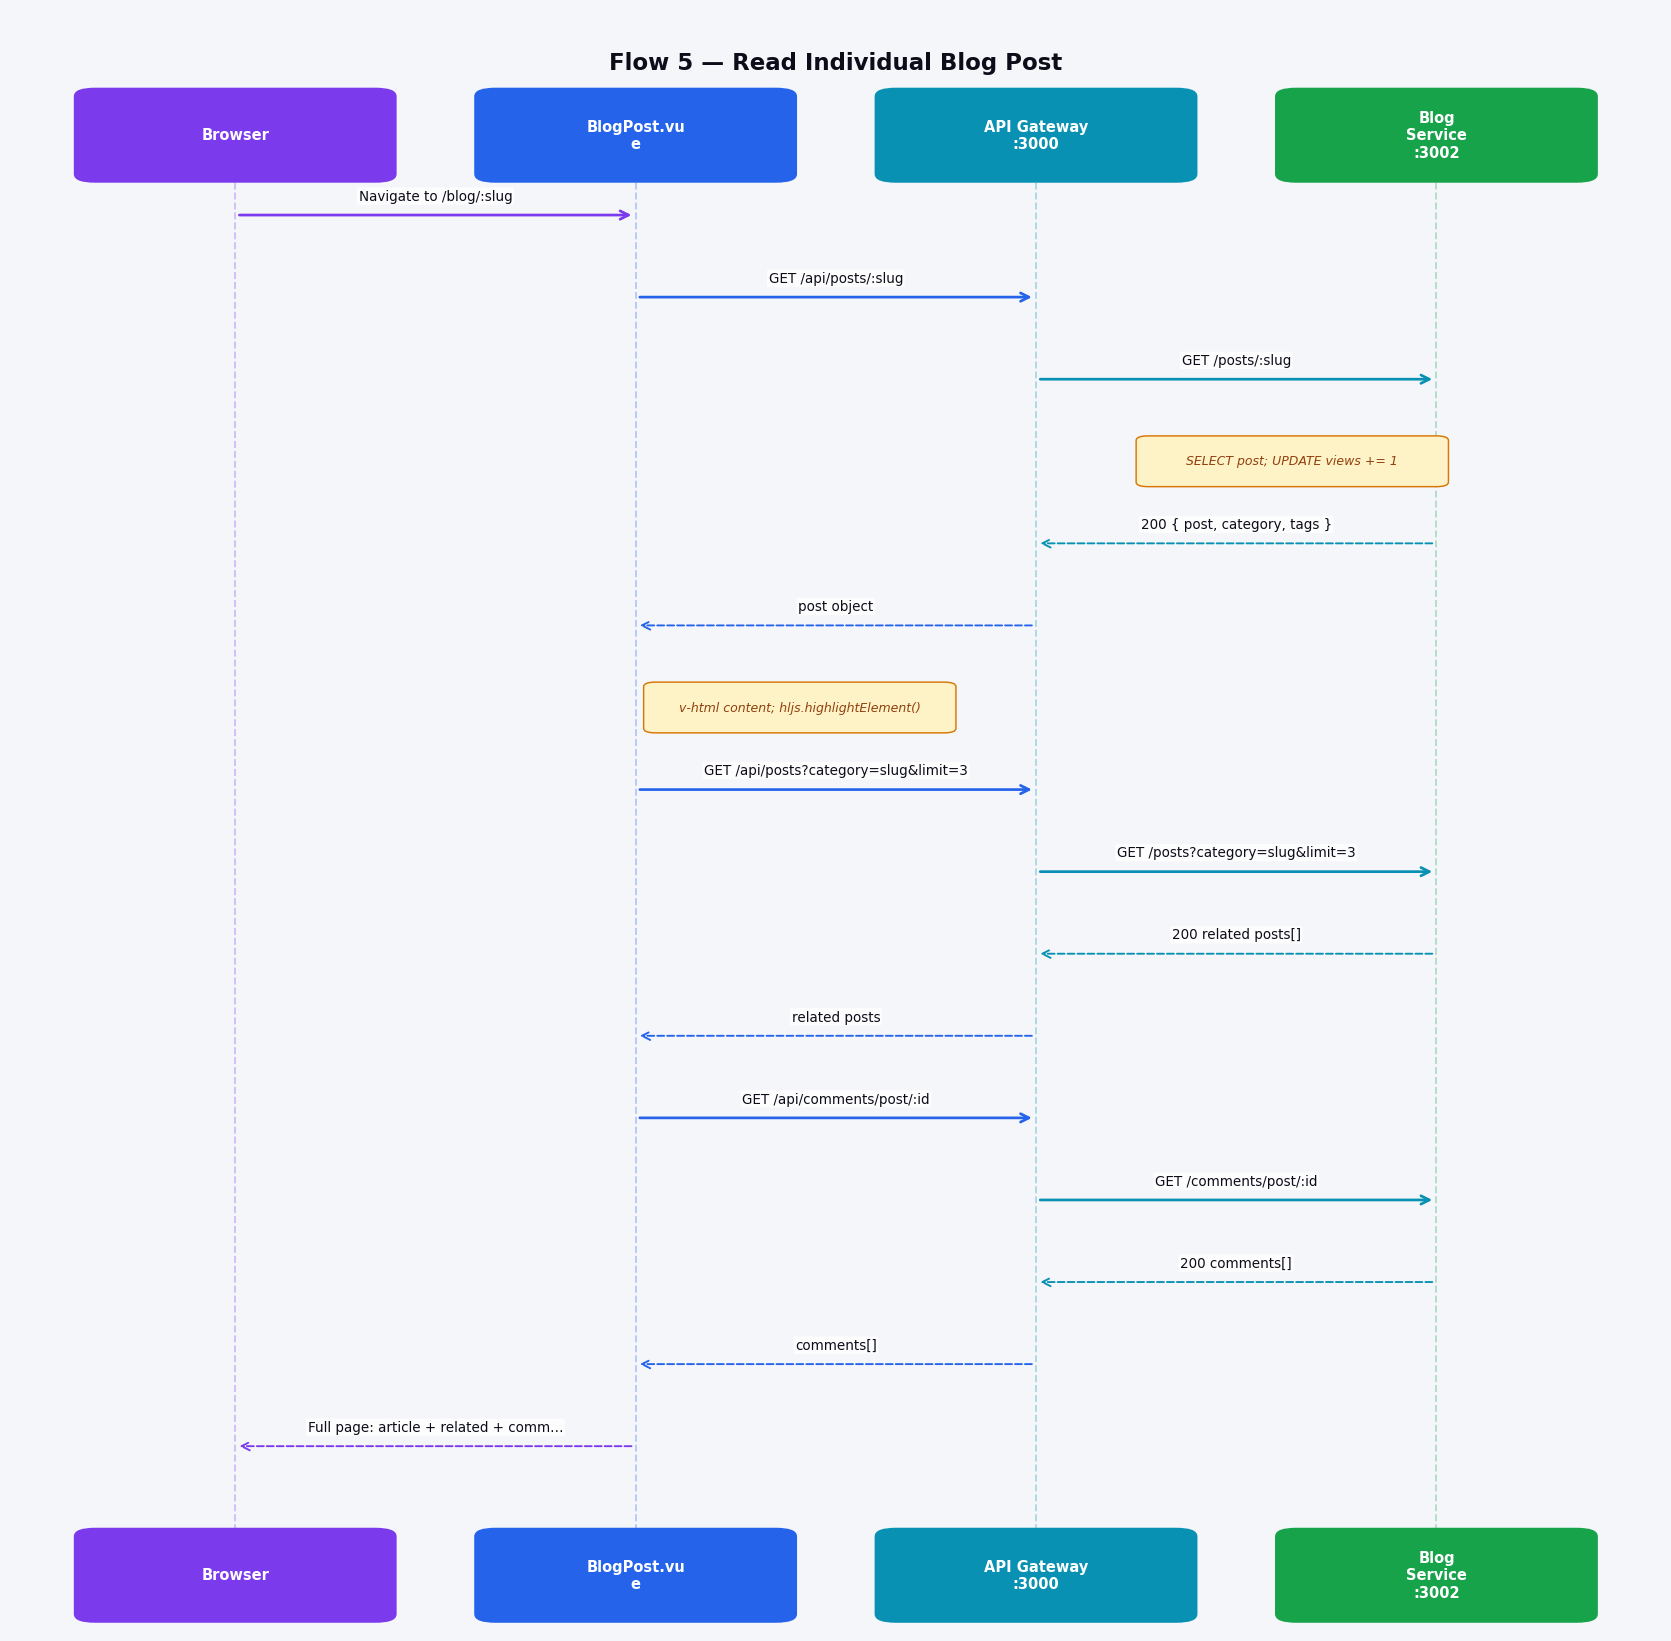 Flow 5 — Read Individual Blog Post
Browser
BlogPost.vu
e
API Gateway
:3000
Blog
Service
:3002
Navigate to /blog/:slug
GET /api/posts/:slug
GET /posts/:slug
SELECT post; UPDATE views += 1
200 { post, category, tags }
post object
v-html content; hljs.highlightElement()
GET /api/posts?category=slug&limit=3
GET /posts?category=slug&limit=3
200 related posts[]
related posts
GET /api/comments/post/:id
GET /comments/post/:id
200 comments[]
comments[]
Full page: article + related + comm...
Browser
BlogPost.vu
e
API Gateway
:3000
Blog
Service
:3002